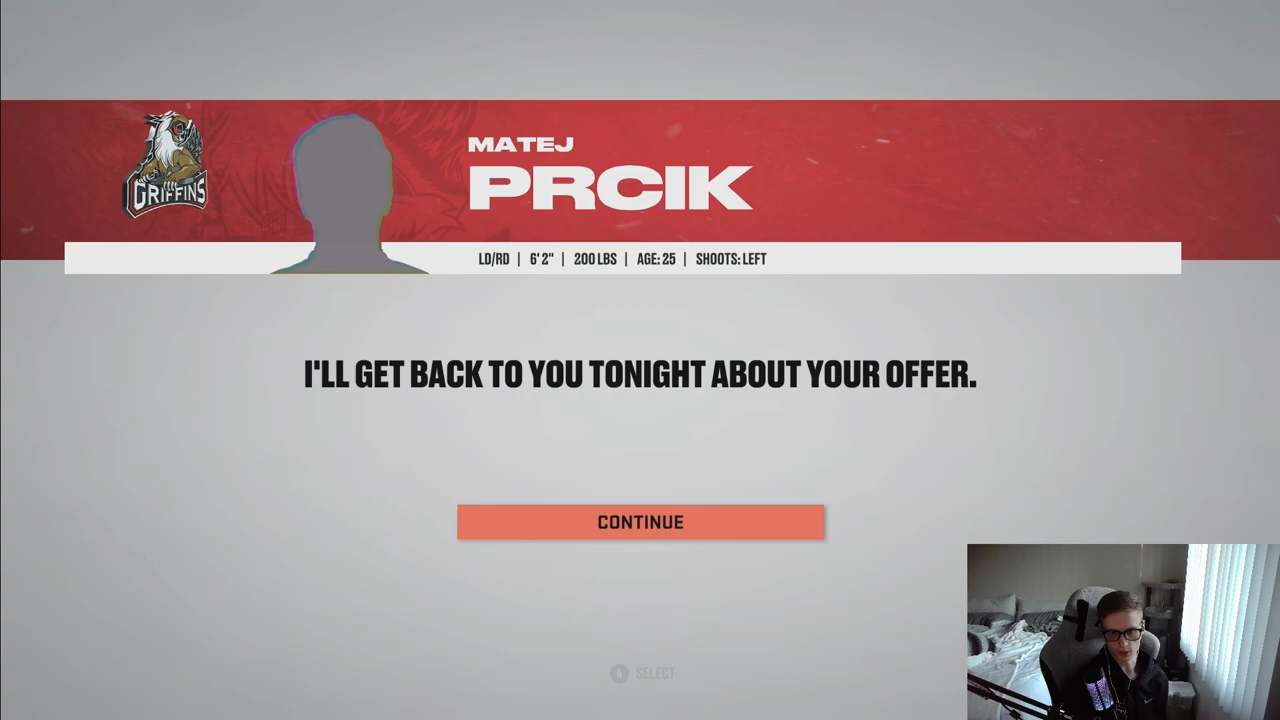 GRIFFINS
MATEJ
PRCIK
LD/RD | 6' 2" | 200 LBS | AGE: 25 | SHOOTS: LEFT
I'LL GET BACK TO YOU TONIGHT ABOUT YOUR OFFER.
CONTINUE
A SELECT